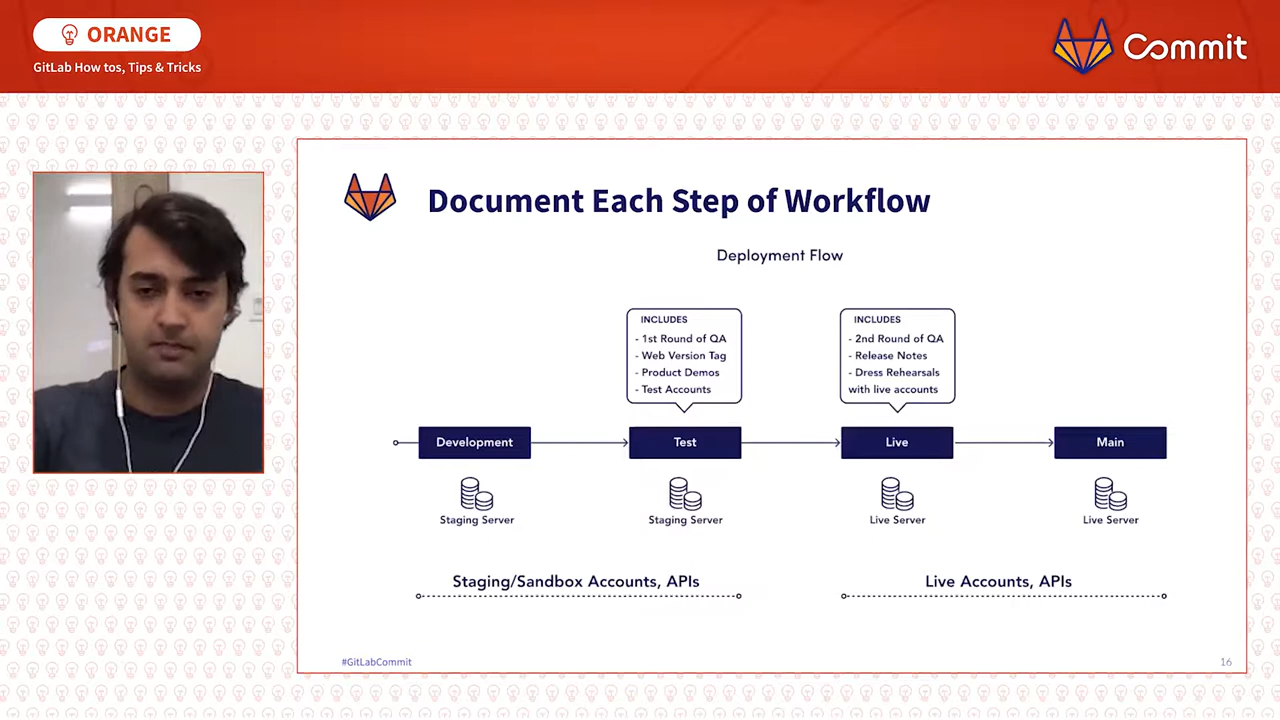 ORANGE
GitLab How tos, Tips & Tricks
Commit
Document Each Step of Workflow
Deployment Flow
INCLUDES
- 1st Round of QA
- Web Version Tag
- Product Demos
- Test Accounts
INCLUDES
- 2nd Round of QA
- Release Notes
- Dress Rehearsals
with live accounts
Development
Test
Live
Main
Staging Server
Staging Server
Live Server
Live Server
Staging/Sandbox Accounts, APIs
Live Accounts, APIs
#GitLabCommit
16